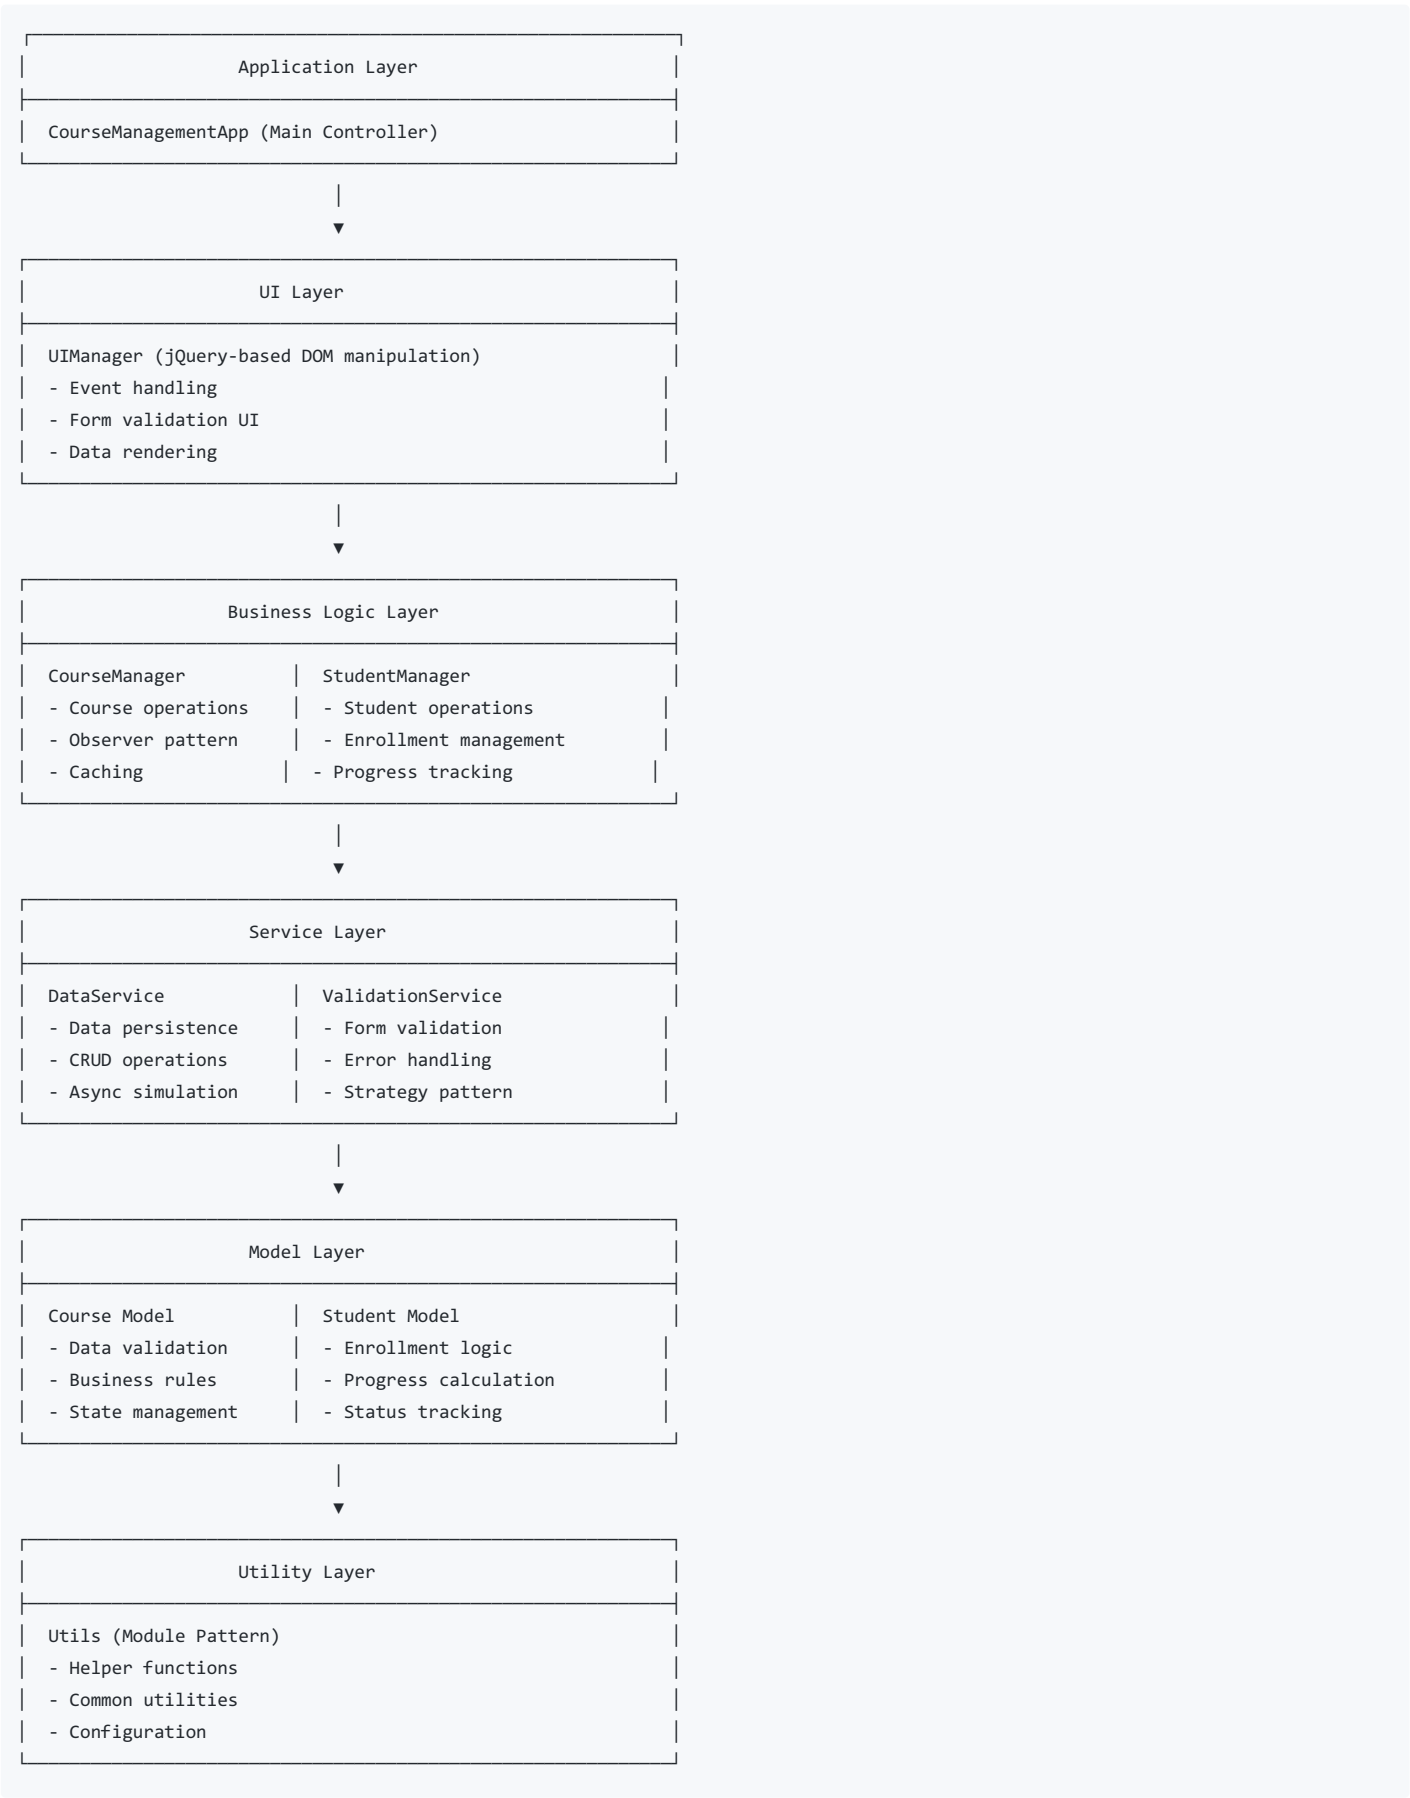 Application Layer
CourseManagementApp (Main Controller)
▼
UI Layer
UIManager (jQuery-based DOM manipulation)
- Event handling
- Form validation UI
- Data rendering
▼
Business Logic Layer
CourseManager │ StudentManager
- Course operations │ - Student operations
- Observer pattern │ - Enrollment management
- Caching │ - Progress tracking
▼
Service Layer
DataService │ ValidationService
- Data persistence │ - Form validation
- CRUD operations │ - Error handling
- Async simulation │ - Strategy pattern
▼
Model Layer
Course Model │ Student Model
- Data validation │ - Enrollment logic
- Business rules │ - Progress calculation
- State management │ - Status tracking
▼
Utility Layer
Utils (Module Pattern)
- Helper functions
- Common utilities
- Configuration